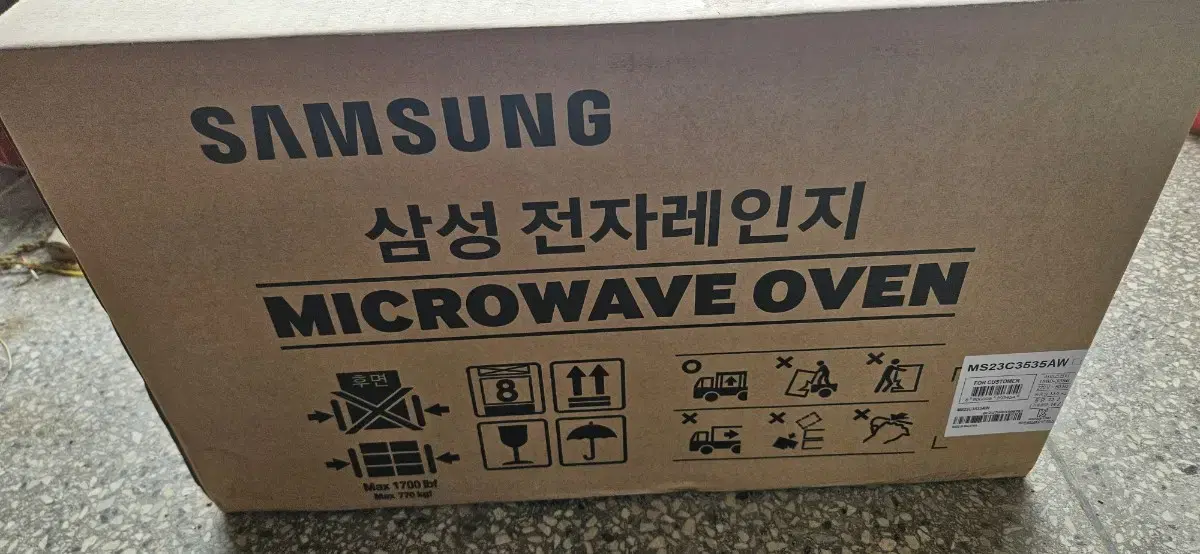 SAMSUNG
삼성 전자레인지
MICROWAVE OVEN
후면
8
Max 1700 lbf
Max 770 kgf
MS23C3535AW
FOR CUSTOMER